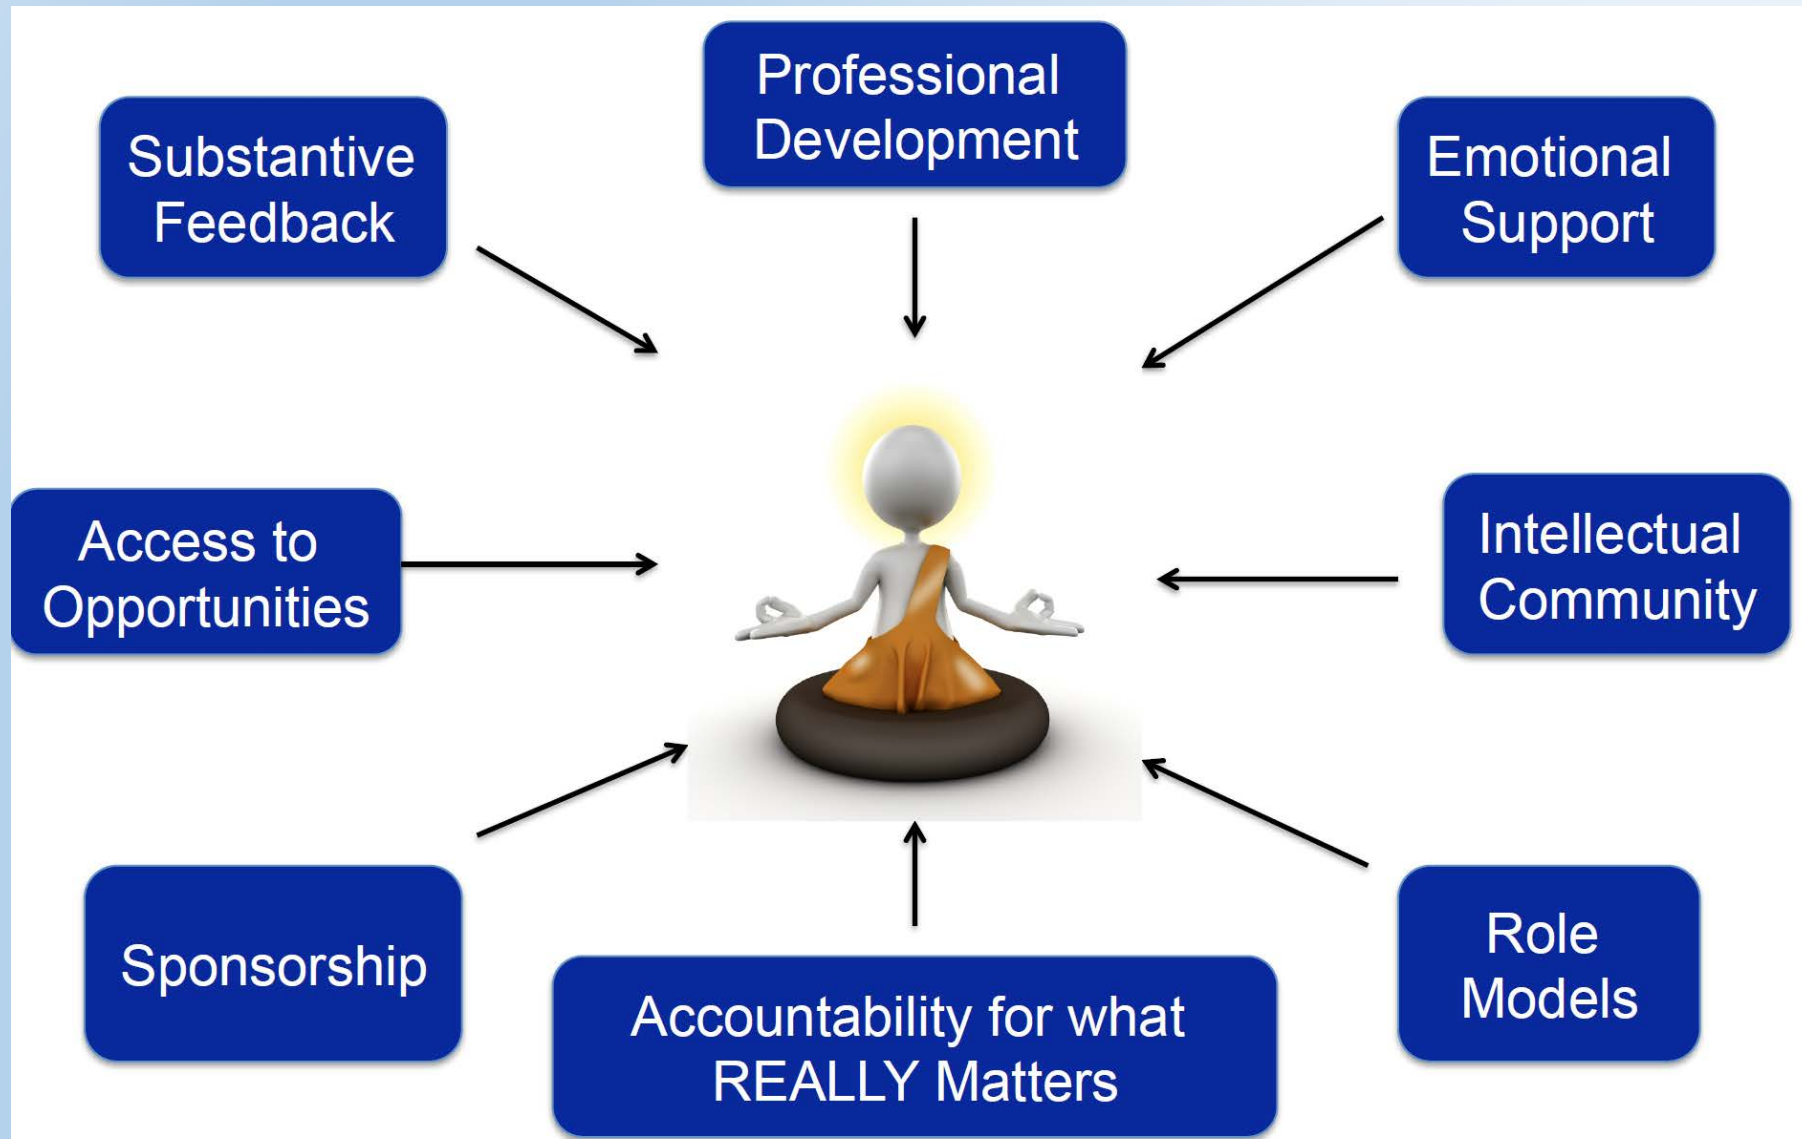 Professional
Development
Substantive
Feedback
Emotional
Support
Access to
Opportunities
Intellectual
Community
Sponsorship
Accountability for what
REALLY Matters
Role
Models